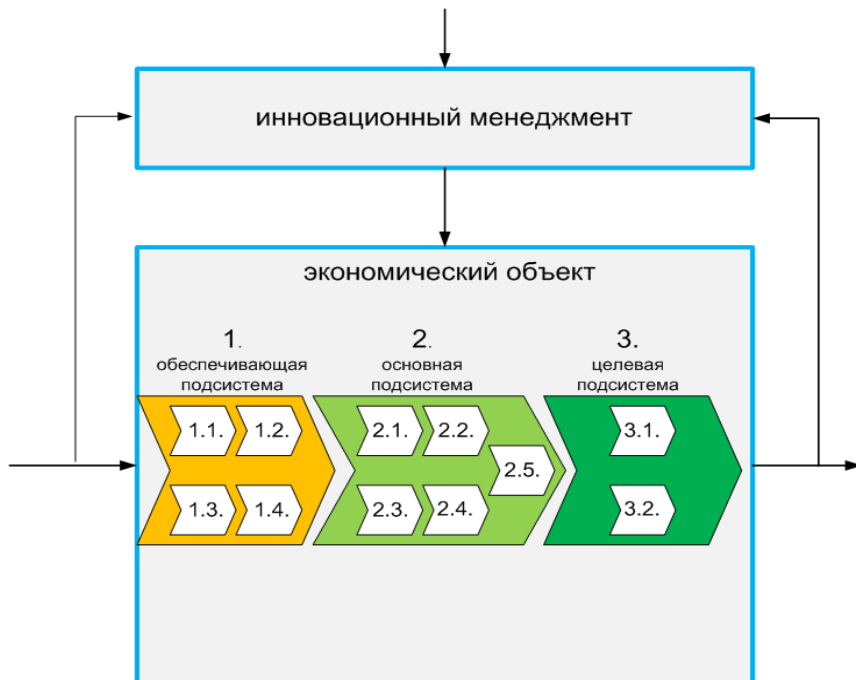 инновационный менеджмент
экономический объект
1.
обеспечивающая
подсистема
2.
основная
подсистема
3.
целевая
подсистема
1.1.
1.2.
1.3.
1.4.
2.1.
2.2.
2.3.
2.4.
2.5.
3.1.
3.2.